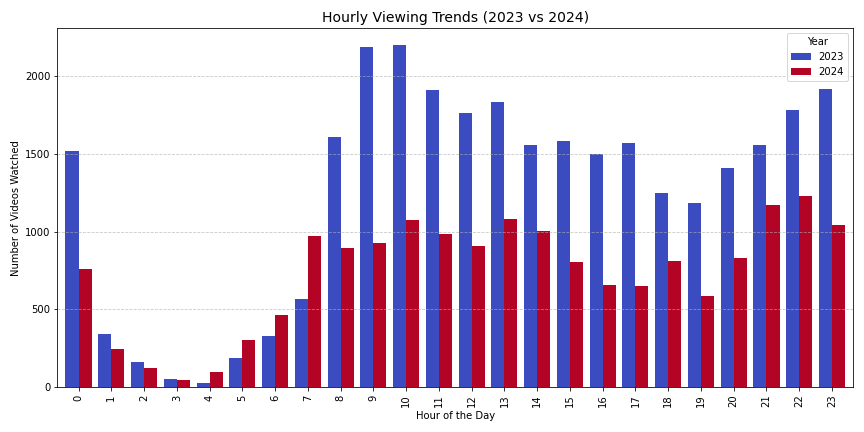 Hourly Viewing Trends (2023 vs 2024)
Year
2023
2024
Number of Videos Watched
2000
1500
1000
500
0
0 1 2 3 4 5 6 7 8 9 10 11 12 13 14 15 16 17 18 19 20 21 22 23
Hour of the Day